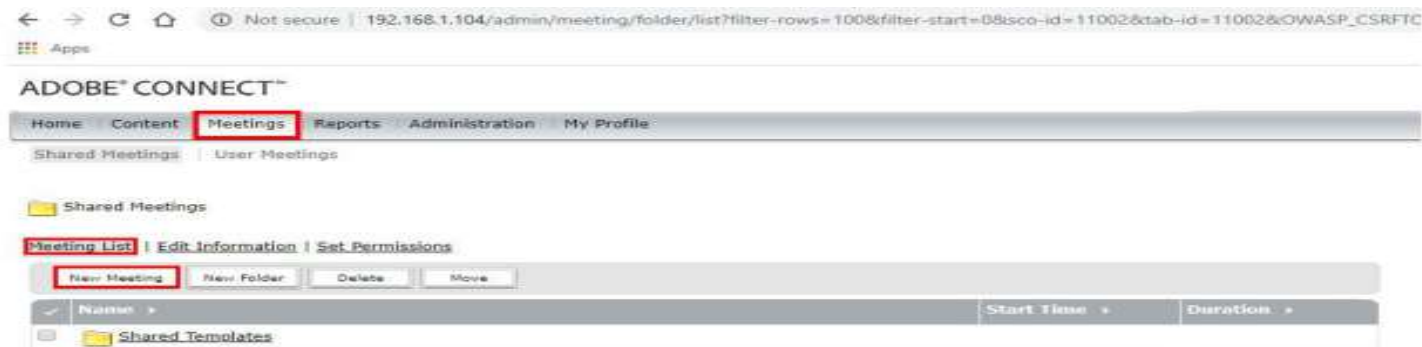 Not secure | 192.168.1.104/admin/meeting/folder/list?filter-rows=100&filter-start=0&sco-id=11002&tab-id=11002&OWASP_CSRFTO
Apps
ADOBE® CONNECT™
Home Content Meetings Reports Administration My Profile
Shared Meetings | User Meetings
Shared Meetings
Meeting List | Edit Information | Set Permissions
New Meeting New Folder Delete Move
Name Start Time Duration
Shared Templates